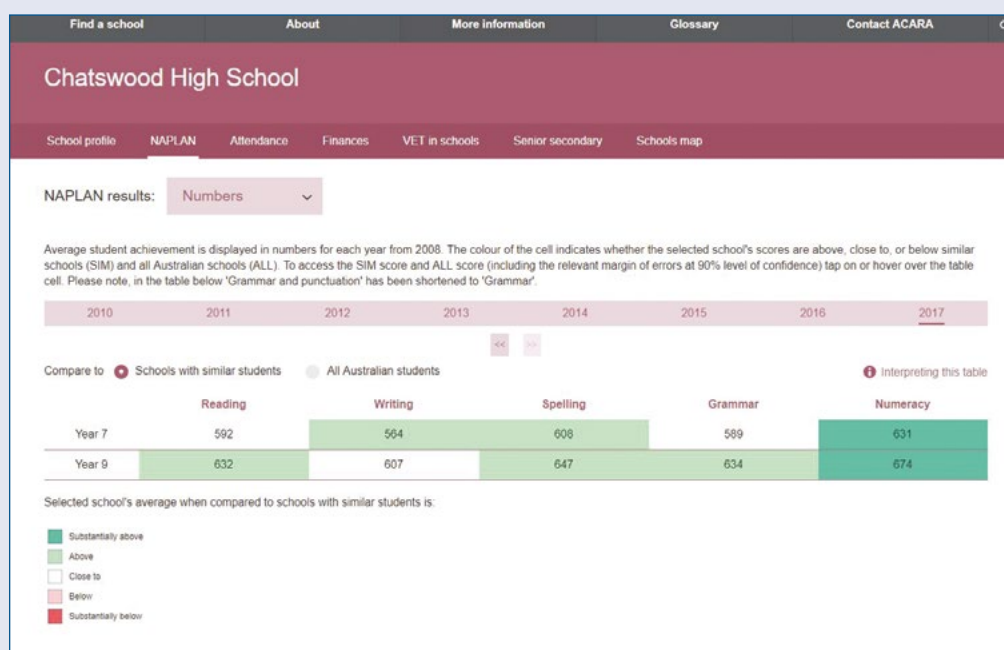 Find a school About More information Glossary Contact ACARA
Chatswood High School
School profile NAPLAN Attendance Finances VET in schools Senior secondary Schools map
NAPLAN results: Numbers
Average student achievement is displayed in numbers for each year from 2008. The colour of the cell indicates whether the selected school's scores are above, close to, or below similar
schools (SIM) and all Australian schools (ALL). To access the SIM score and ALL score (including the relevant margin of errors at 90% level of confidence) tap on or hover over the table
cell. Please note, in the table below 'Grammar and punctuation' has been shortened to 'Grammar'.
2010 2011 2012 2013 2014 2015 2016 2017
<< >>
Compare to Schools with similar students All Australian students Interpreting this table
Reading Writing Spelling Grammar Numeracy
Year 7 592 564 608 589 631
Year 9 632 607 647 634 674
Selected school's average when compared to schools with similar students is:
Substantially above
Above
Close to
Below
Substantially below